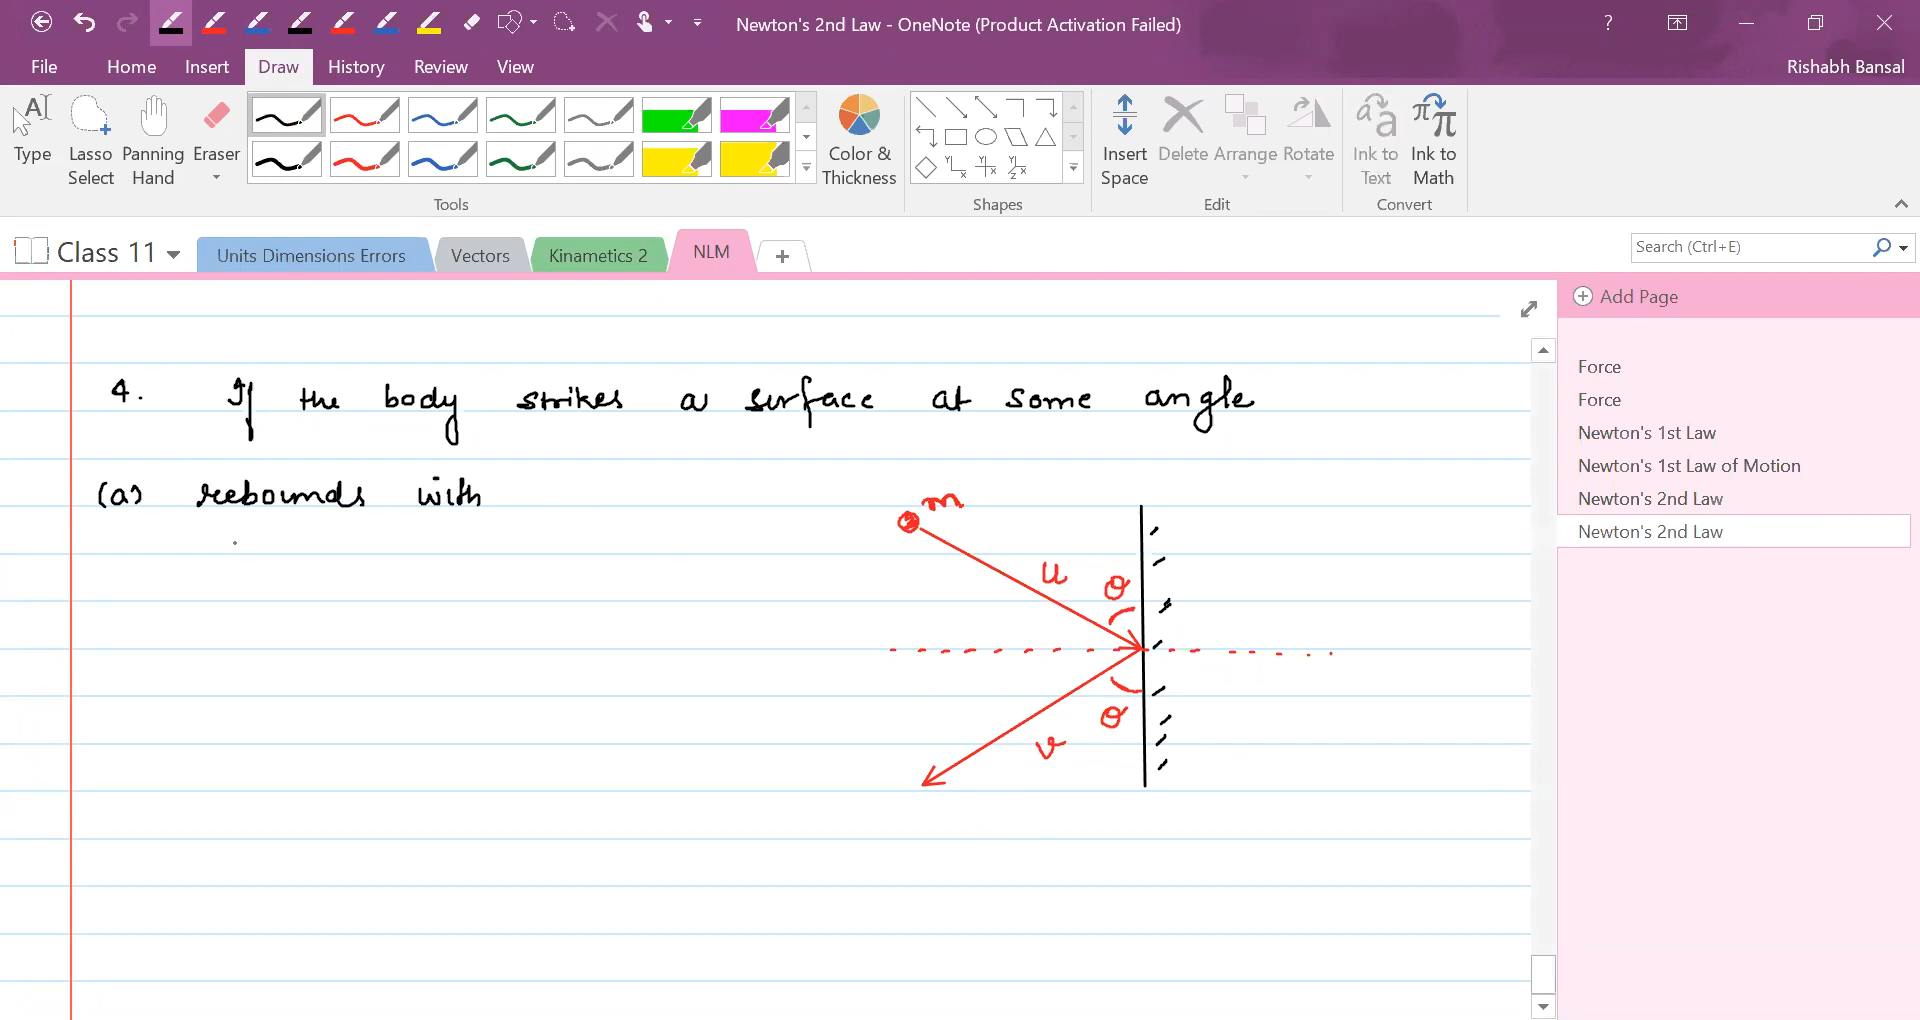 Newton's 2nd Law - OneNote (Product Activation Failed)
?
File Home Insert Draw History Review View
Rishabh Bansal
Type
Lasso Select
Panning Hand
Eraser
Color & Thickness
Insert Space
Delete
Arrange
Rotate
Ink to Text
Ink to Math
Tools
Shapes
Edit
Convert
Class 11
Units Dimensions Errors
Vectors
Kinametics 2
NLM
Search (Ctrl+E)
Add Page
Force
Force
Newton's 1st Law
Newton's 1st Law of Motion
Newton's 2nd Law
Newton's 2nd Law
4. If the body strikes a surface at some angle
(a) rebounds with
m
u
θ
θ
v